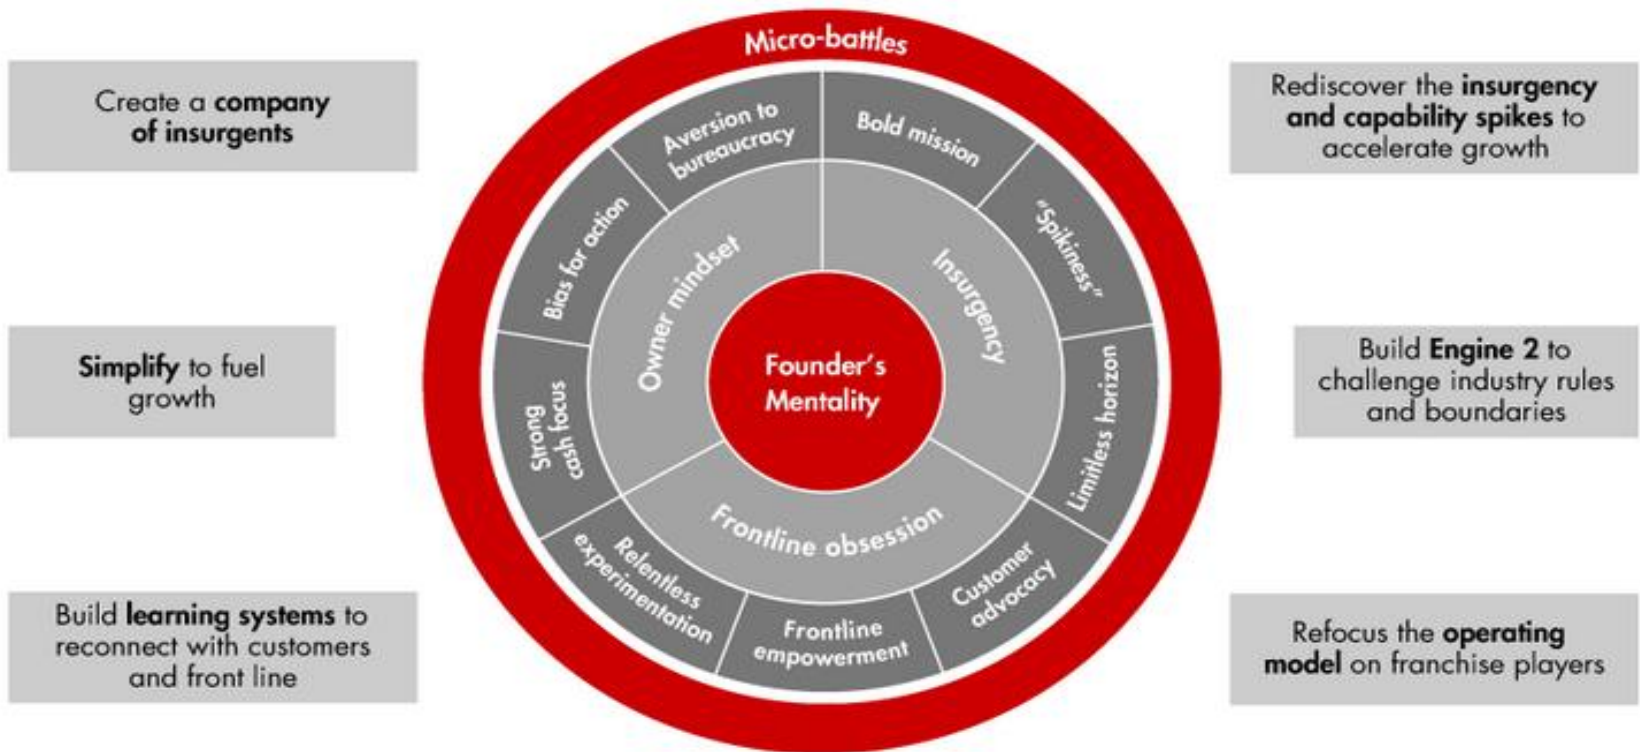 Micro-battles
Create a company
of insurgents
Simplify to fuel
growth
Build learning systems to
reconnect with customers
and front line
Aversion to
bureaucracy
Bold mission
"Spikiness"
Limitless horizon
Customer
advocacy
Frontline
empowerment
Relentless
experimentation
Strong
cash focus
Bias for action
Owner mindset
Insurgency
Frontline obsession
Founder's
Mentality
Rediscover the insurgency
and capability spikes to
accelerate growth
Build Engine 2 to
challenge industry rules
and boundaries
Refocus the operating
model on franchise players